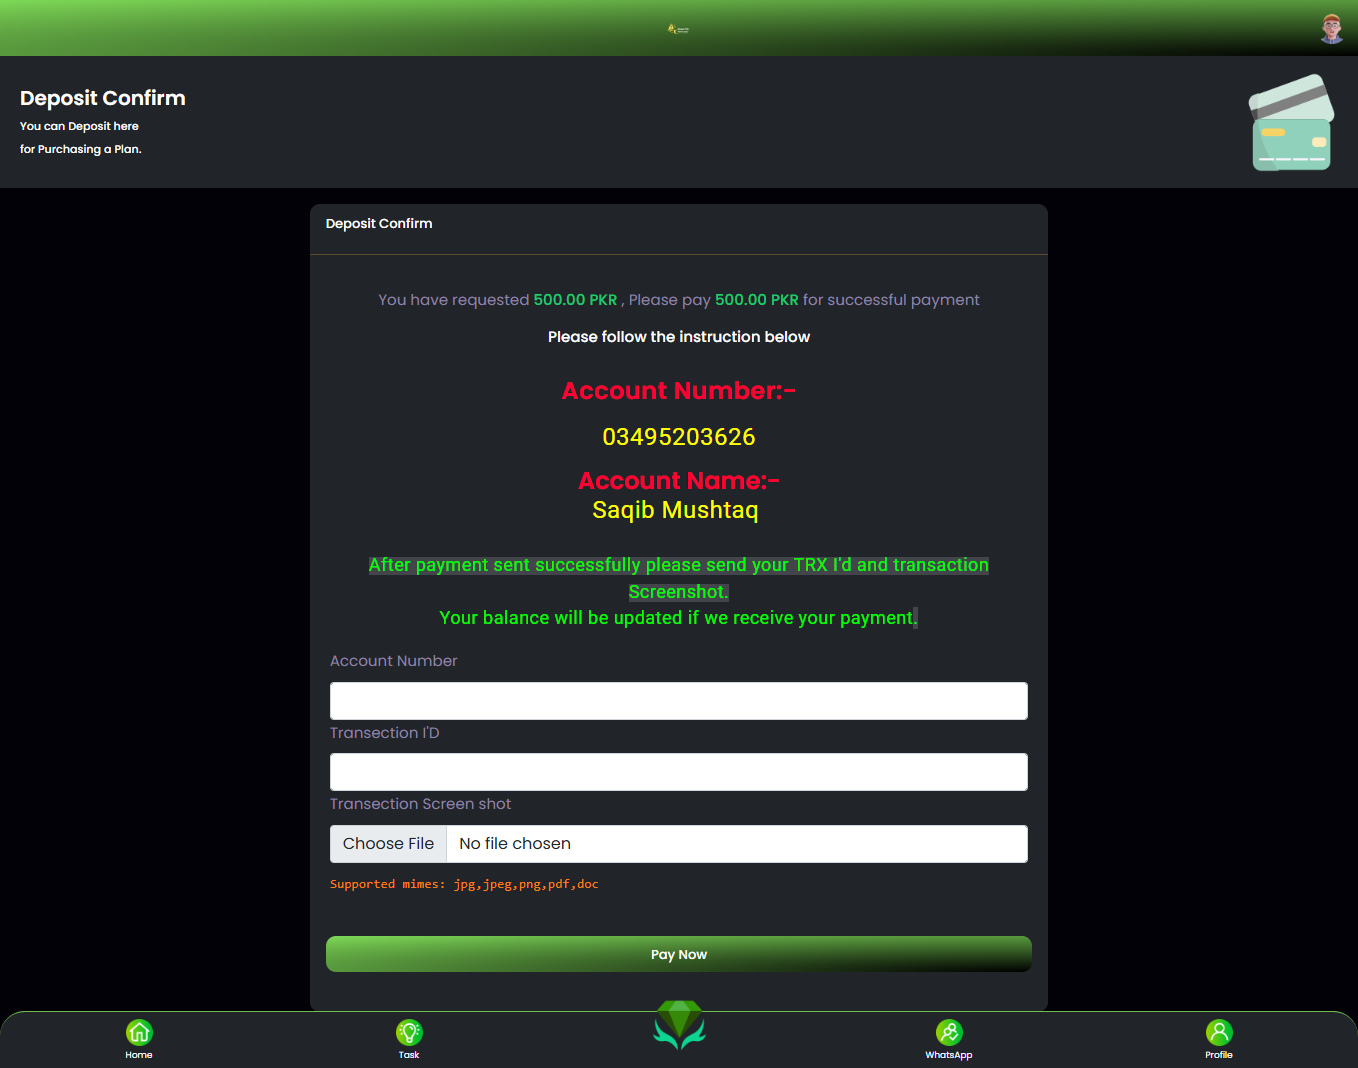 Deposit Confirm
You can Deposit here
for Purchasing a Plan.
Deposit Confirm
You have requested 500.00 PKR , Please pay 500.00 PKR for successful payment
Please follow the instruction below
Account Number:-
03495203626
Account Name:-
Saqib Mushtaq
After payment sent successfully please send your TRX I'd and transaction
Screenshot.
Your balance will be updated if we receive your payment.
Account Number
Transection I'D
Transection Screen shot
Choose File No file chosen
Supported mimes: jpg,jpeg,png,pdf,doc
Pay Now
Home
Task
WhatsApp
Profile